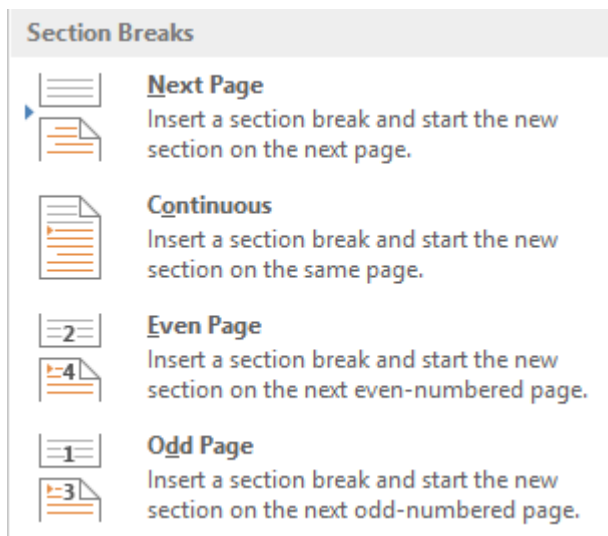 Section Breaks
Next Page
Insert a section break and start the new
section on the next page.
Continuous
Insert a section break and start the new
section on the same page.
2
4
Even Page
Insert a section break and start the new
section on the next even-numbered page.
1
3
Odd Page
Insert a section break and start the new
section on the next odd-numbered page.